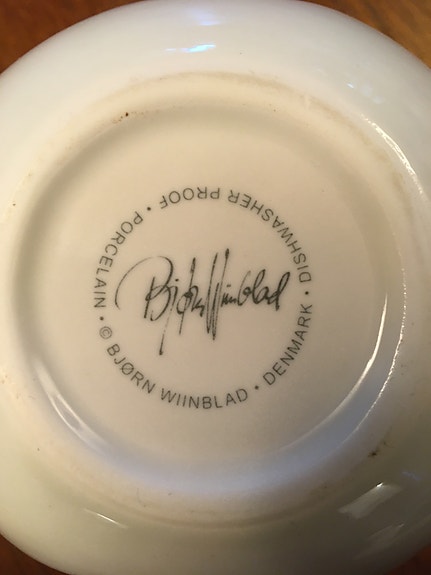 © BJØRN WIINBLAD • DENMARK • DISHWASHER PROOF • PORCELAIN •
Bjørn Wiinblad